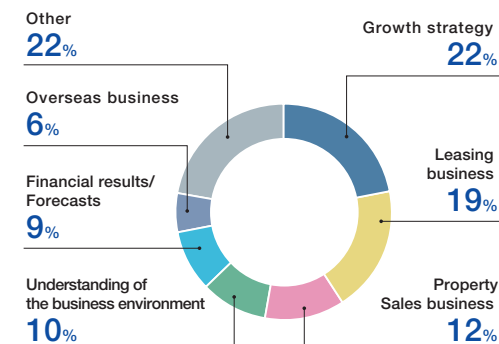 Other
22%
Overseas business
6%
Financial results/
Forecasts
9%
Understanding of
the business environment
10%
Growth strategy
22%
Leasing
business
19%
Property
Sales business
12%